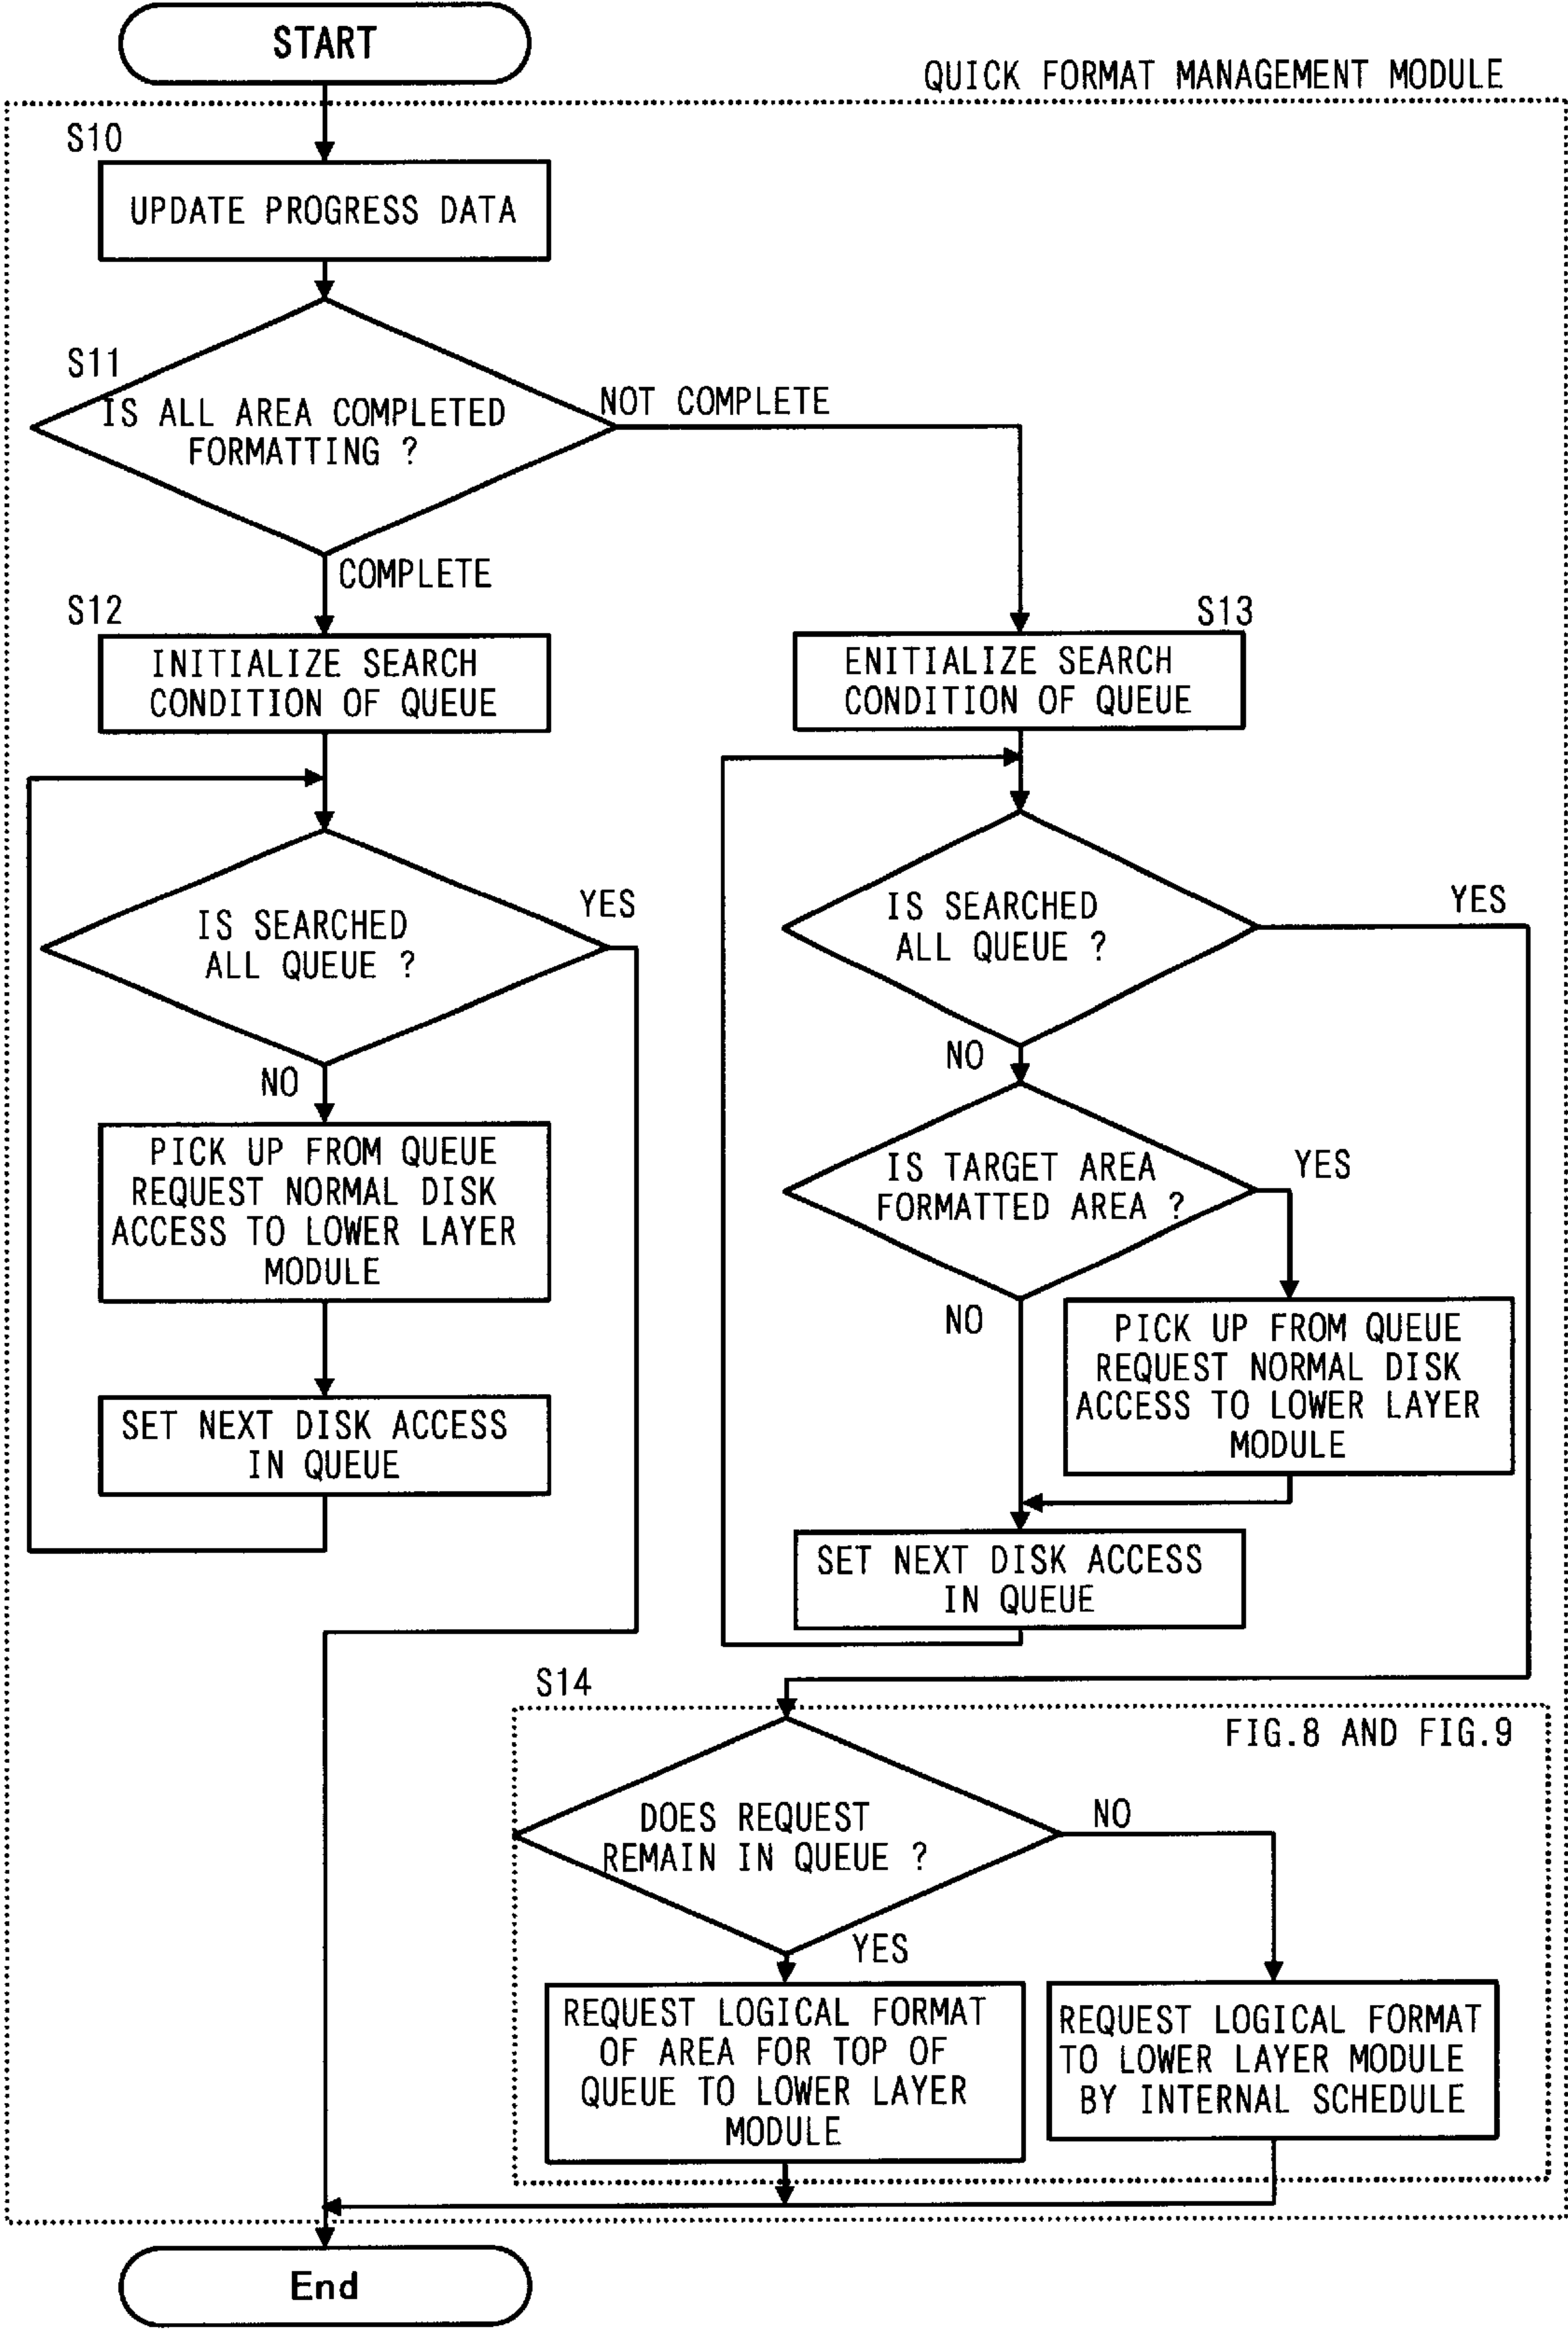 START
QUICK FORMAT MANAGEMENT MODULE
S10
UPDATE PROGRESS DATA
S11
IS ALL AREA COMPLETED
FORMATTING ?
NOT COMPLETE
COMPLETE
S12
INITIALIZE SEARCH
CONDITION OF QUEUE
IS SEARCHED
ALL QUEUE ?
YES
NO
PICK UP FROM QUEUE
REQUEST NORMAL DISK
ACCESS TO LOWER LAYER
MODULE
SET NEXT DISK ACCESS
IN QUEUE
S13
ENITIALIZE SEARCH
CONDITION OF QUEUE
IS SEARCHED
ALL QUEUE ?
YES
NO
IS TARGET AREA
FORMATTED AREA ?
YES
NO
PICK UP FROM QUEUE
REQUEST NORMAL DISK
ACCESS TO LOWER LAYER
MODULE
SET NEXT DISK ACCESS
IN QUEUE
S14
FIG.8 AND FIG.9
DOES REQUEST
REMAIN IN QUEUE ?
NO
YES
REQUEST LOGICAL FORMAT
OF AREA FOR TOP OF
QUEUE TO LOWER LAYER
MODULE
REQUEST LOGICAL FORMAT
TO LOWER LAYER MODULE
BY INTERNAL SCHEDULE
End